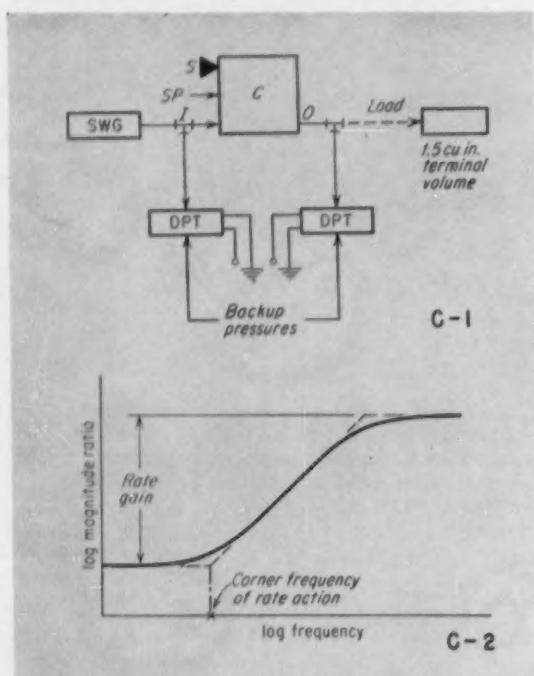 S
SP
I
C
O
Load
SWG
1.5 cu in.
terminal
volume
DPT
DPT
Backup
pressures
C-1
log magnitude ratio
Rate
gain
Corner frequency
of rate action
log frequency
C-2